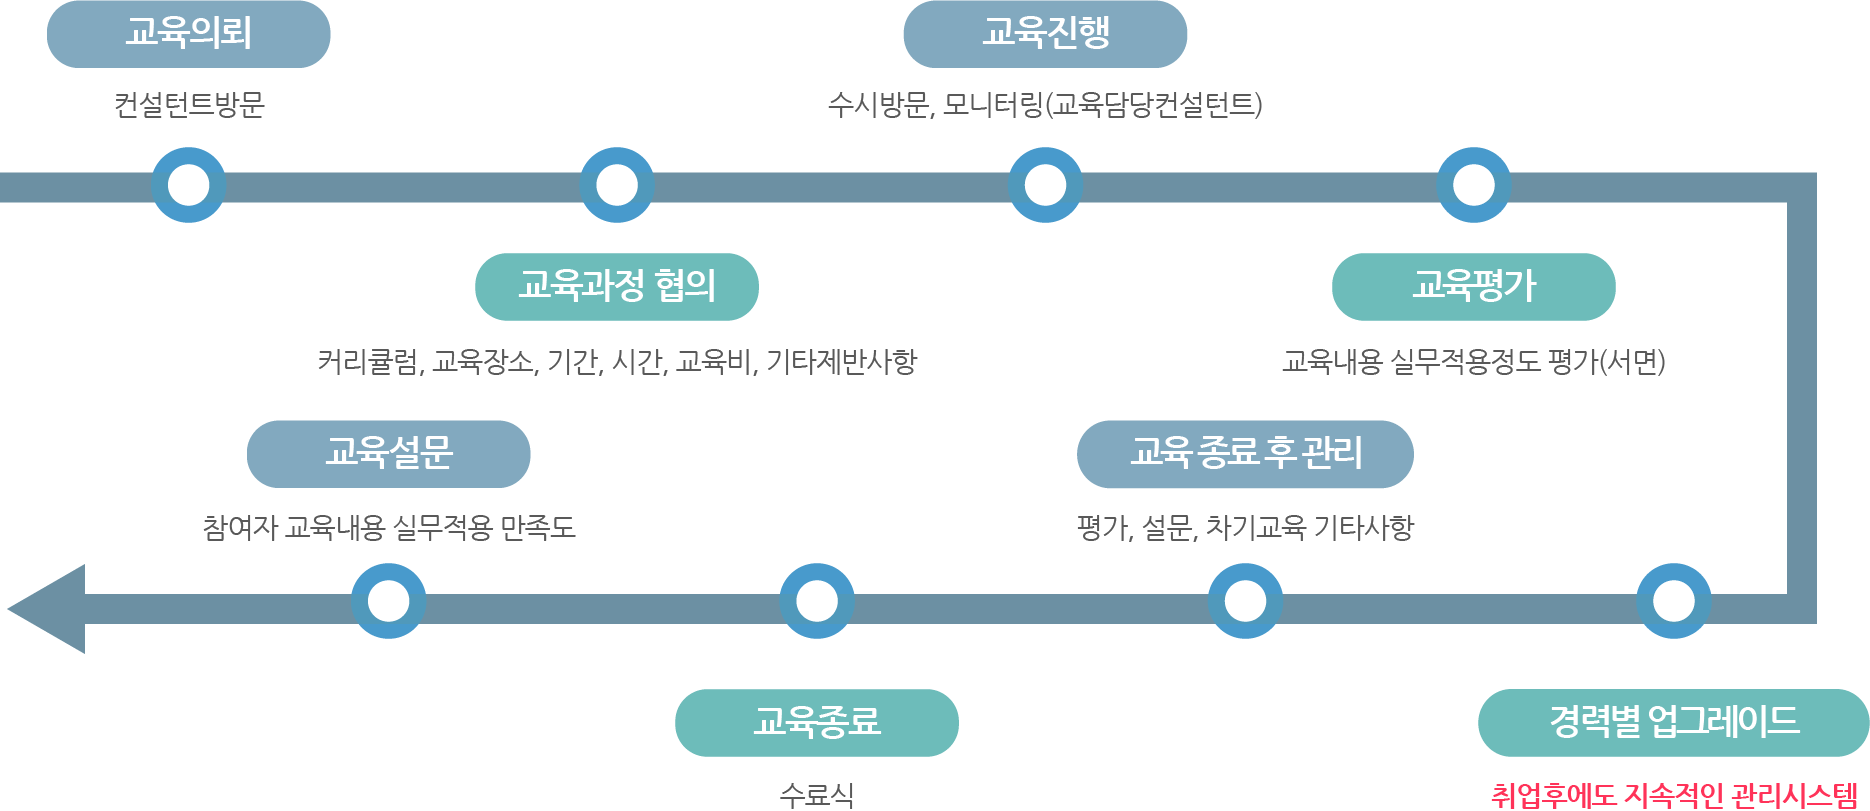 교육의뢰
컨설턴트방문
교육진행
수시방문, 모니터링(교육담당컨설턴트)
교육과정 협의
커리큘럼, 교육장소, 기간, 시간, 교육비, 기타제반사항
교육평가
교육내용 실무적용정도 평가(서면)
교육설문
참여자 교육내용 실무적용 만족도
교육 종료 후 관리
평가, 설문, 차기교육 기타사항
교육종료
수료식
경력별 업그레이드
취업후에도 지속적인 관리시스템